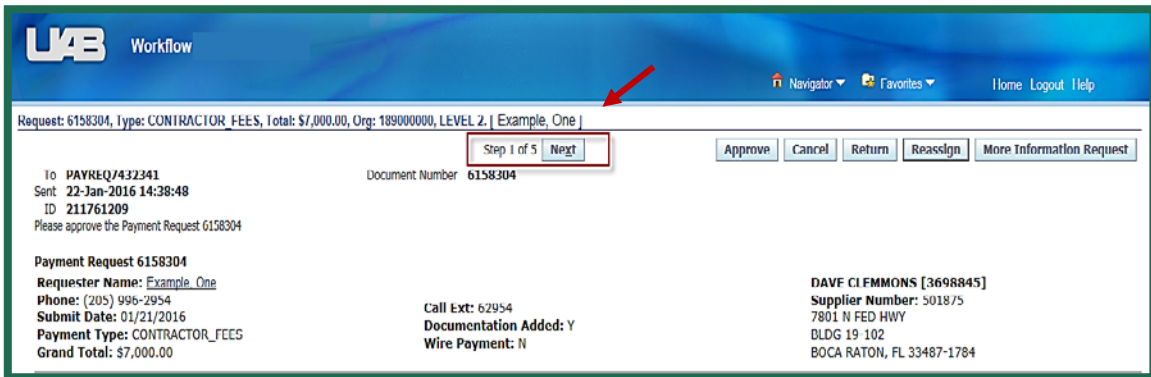 UAB Workflow
Navigator Favorites Home Logout Help
Request: 6158304, Type: CONTRACTOR_FEES, Total: $7,000.00, Org: 189000000, LEVEL 2. [ Example, One ]
Step 1 of 5 Next Approve Cancel Return Reassign More Information Request
To PAYREQ7432341 Document Number 6158304
Sent 22-Jan-2016 14:38:48
ID 211761209
Please approve the Payment Request 6158304
Payment Request 6158304
Requester Name: Example, One
Phone: (205) 996-2954
Submit Date: 01/21/2016
Payment Type: CONTRACTOR_FEES
Grand Total: $7,000.00
Call Ext: 62954
Documentation Added: Y
Wire Payment: N
DAVE CLEMMONS [3698845]
Supplier Number: 501875
7801 N FED HWY
BLDG 19-102
BOCA RATON, FL 33487-1784